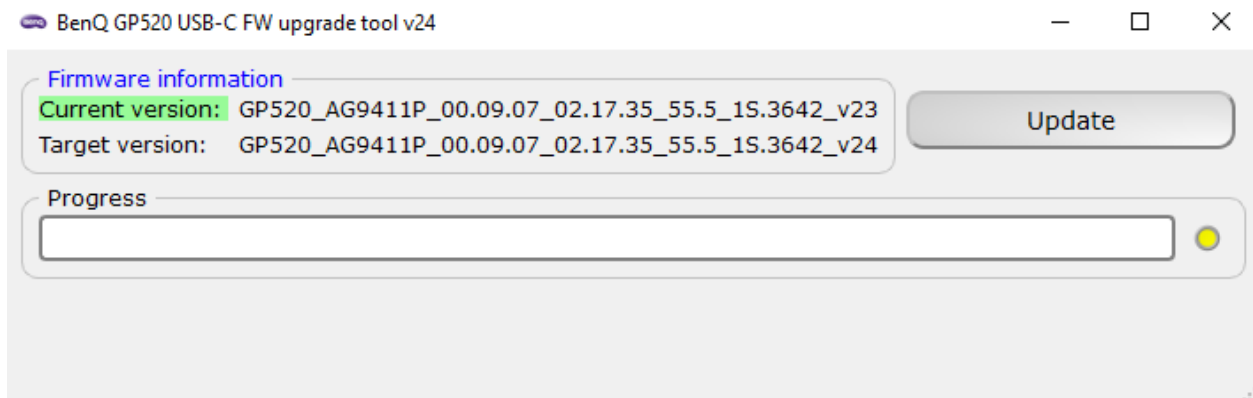 BenQ GP520 USB-C FW upgrade tool v24
Firmware information
Current version: GP520_AG9411P_00.09.07_02.17.35_55.5_1S.3642_v23
Target version: GP520_AG9411P_00.09.07_02.17.35_55.5_1S.3642_v24
Update
Progress